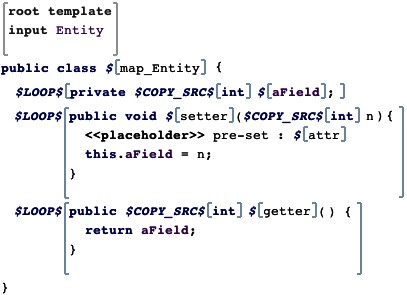 root template
input Entity
public class $[map_Entity] {
$LOOP$[private $COPY_SRC$[int] $[aField]; ]
$LOOP$[public void $[setter]($COPY_SRC$[int] n){
<<placeholder>> pre-set : $[attr]
this.aField = n;
}
$LOOP$[public $COPY_SRC$[int] $[getter]() {
return aField;
}
}